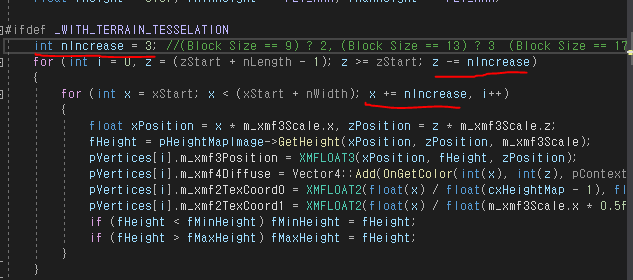 #ifdef _WITH_TERRAIN_TESSELATION
int nIncrease = 3; //(Block Size == 9) ? 2, (Block Size == 13) ? 3 (Block Size == 17
for (int i = 0, z = (zStart + nLength - 1); z >= zStart; z -= nIncrease)
{
for (int x = xStart; x < (xStart + nWidth); x += nIncrease, i++)
{
float xPosition = x * m_xmf3Scale.x, zPosition = z * m_xmf3Scale.z;
fHeight = pHeightMapImage->GetHeight(xPosition, zPosition, m_xmf3Scale);
pVertices[i].m_xmf3Position = XMFLOAT3(xPosition, fHeight, zPosition);
pVertices[i].m_xmf4Diffuse = Vector4::Add(OnGetColor(int(x), int(z), pContext
pVertices[i].m_xmf2TexCoord0 = XMFLOAT2(float(x) / float(cxHeightMap - 1), fl
pVertices[i].m_xmf2TexCoord1 = XMFLOAT2(float(x) / float(m_xmf3Scale.x * 0.5f
if (fHeight < fMinHeight) fMinHeight = fHeight;
if (fHeight > fMaxHeight) fMaxHeight = fHeight;
}
}